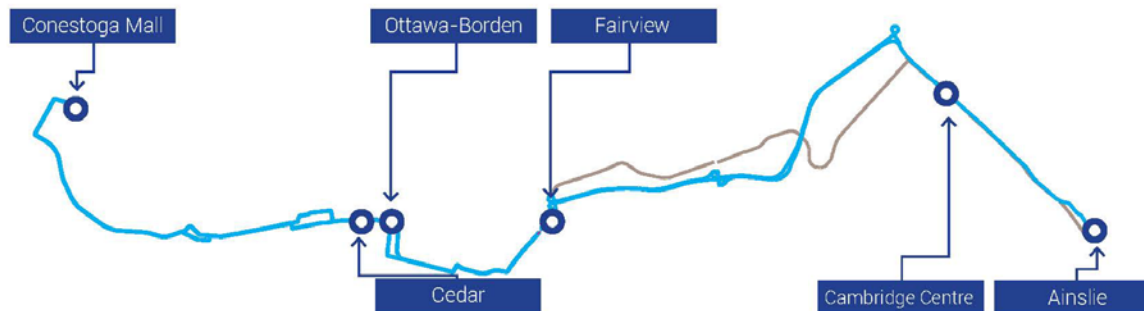 Conestoga Mall
Ottawa-Borden
Fairview
Cedar
Cambridge Centre
Ainslie